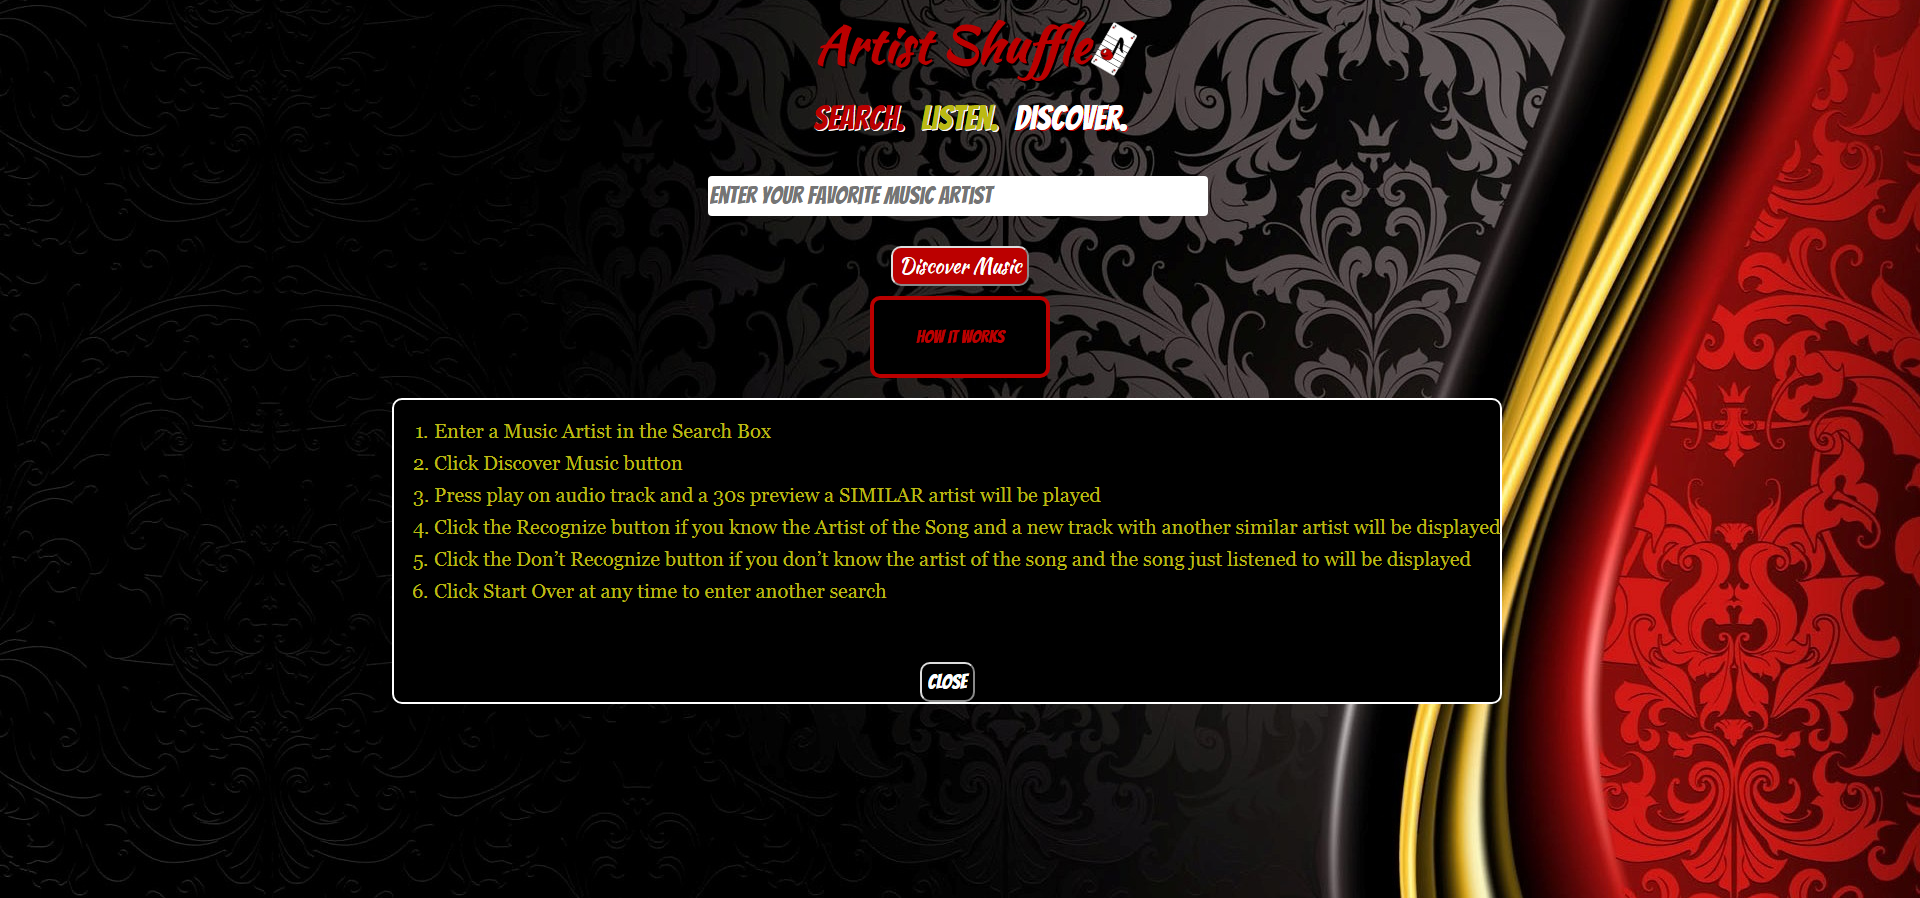 Artist Shuffle
SEARCH. LISTEN. DISCOVER.
ENTER YOUR FAVORITE MUSIC ARTIST
Discover Music
HOW IT WORKS
1. Enter a Music Artist in the Search Box
2. Click Discover Music button
3. Press play on audio track and a 30s preview a SIMILAR artist will be played
4. Click the Recognize button if you know the Artist of the Song and a new track with another similar artist will be displayed
5. Click the Don’t Recognize button if you don’t know the artist of the song and the song just listened to will be displayed
6. Click Start Over at any time to enter another search
CLOSE